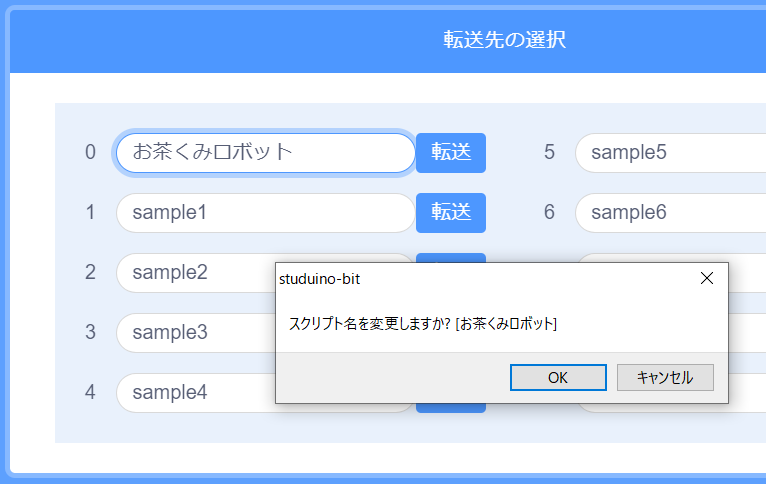 転送先の選択
0 お茶くみロボット 転送 5 sample5
1 sample1 転送 6 sample6
2 sample2
studuino-bit
スクリプト名を変更しますか? [お茶くみロボット]
3 sample3
OK キャンセル
4 sample4